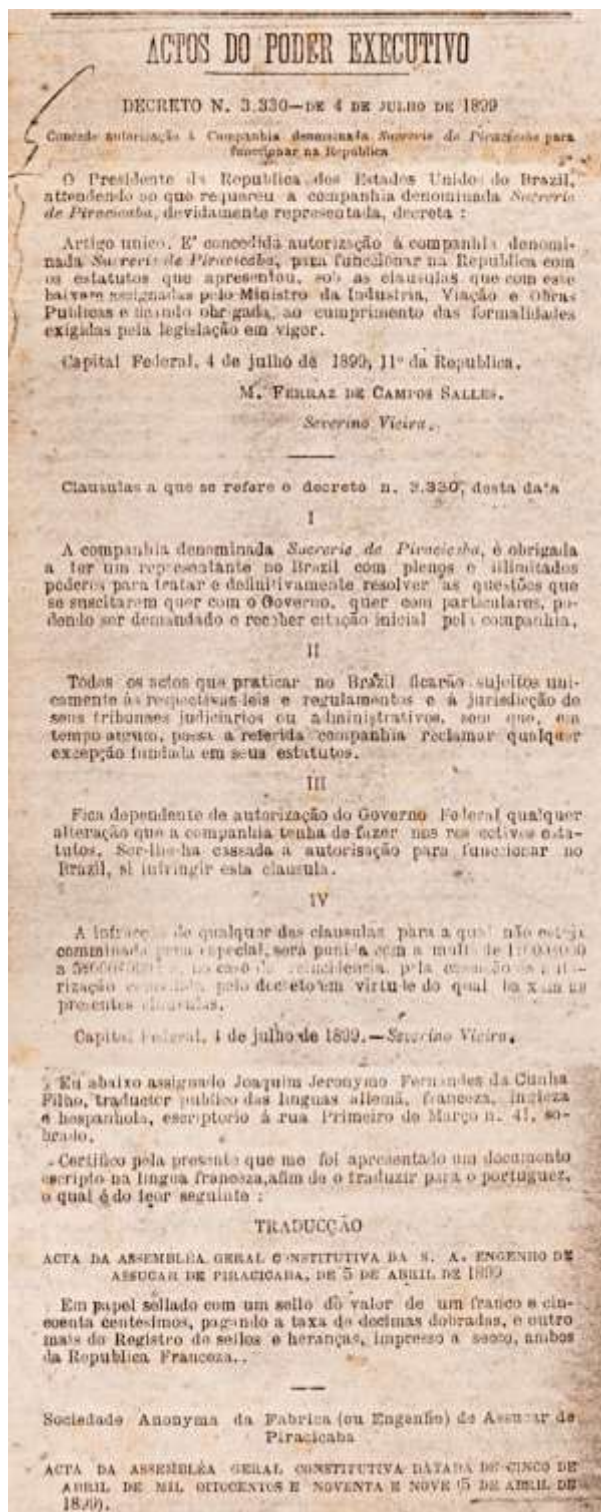 ACTOS DO PODER EXECUTIVO
DECRETO N. 3.330—DE 4 DE JULHO DE 1899
Concede autorização á Companhia denominada Sucrerie de Piracicaba para
funccionar na Republica
O Presidente da Republica dos Estados Unidos do Brazil,
attendendo ao que requereu a companhia denominada Sucrerie
de Piracicaba, devidamente representada, decreta :
Artigo unico. E' concedida autorização á companhia denomi-
nada Sucrerie de Piracicaba, para funccionar na Republica com
os estatutos que apresentou, sob as clausulas que com este
baixam assignadas pelo Ministro da Industria, Viação e Obras
Publicas e ficando obrigada, ao cumprimento das formalidades
exigidas pela legislação em vigor.
Capital Federal, 4 de julho de 1899, 11º da Republica.
M. FERRAZ DE CAMPOS SALLES.
Severino Vieira.
Clausulas a que se refere o decreto n. 3.330, desta data
I
A companhia denominada Sucrerie de Piracicaba, é obrigada
a ter um representante no Brazil com plenos e illimitados
poderes para tratar e definitivamente resolver as questões que
se suscitarem quer com o Governo, quer com particulares, po-
dendo ser demandado e receber citação inicial pela companhia.
II
Todos os actos que praticar no Brazil ficarão sujeitos uni-
camente ás respectivas leis e regulamentos e á jurisdicção de
seus tribunaes judiciarios ou administrativos, sem que, em
tempo algum, possa a referida companhia reclamar qualquer
excepção fundada em seus estatutos.
III
Fica dependente de autorização do Governo Federal qualquer
alteração que a companhia tenha de fazer nos respectivos esta-
tutos. Ser-lhe-ha cassada a autorisação para funccionar no
Brazil, si infringir esta clausula.
IV
A infracção de qualquer das clausulas para a qual não esteja
comminada pena especial, será punida com a multa de
a no caso de reincidencia, pela cassação da auto-
rização concedida pelo decreto em virtude do qual baixam as
presentes clausulas.
Capital Federal, 4 de julho de 1899.—Severino Vieira.
Eu abaixo assignado Joaquim Jeronymo Fernandes da Cunha
Filho, traductor publico das linguas allemã, franceza, ingleza
e hespanhola, escriptorio á rua Primeiro de Março n. 41, so-
brado.
Certifico pela presente que me foi apresentado um documento
escripto na lingua franceza, afim de o traduzir para o portuguez,
o qual é do teor seguinte :
TRADUCÇÃO
ACTA DA ASSEMBLÉA GERAL CONSTITUTIVA DA S. A. ENGENHO DE
ASSUCAR DE PIRACICABA, DE 5 DE ABRIL DE 1899
Em papel sellado com um sello do valor de um franco e cin-
coenta centesimos, pagando a taxa de decimas dobradas, e outro
mais do Registro de sellos e heranças, impresso a secco, ambos
da Republica Franceza..
Sociedade Anonyma da Fabrica (ou Engenho) de Assucar de
Piracicaba
ACTA DA ASSEMBLÉA GERAL CONSTITUTIVA DATADA DE CINCO DE
ABRIL DE MIL OITOCENTOS E NOVENTA E NOVE (5 DE ABRIL DE
1899).